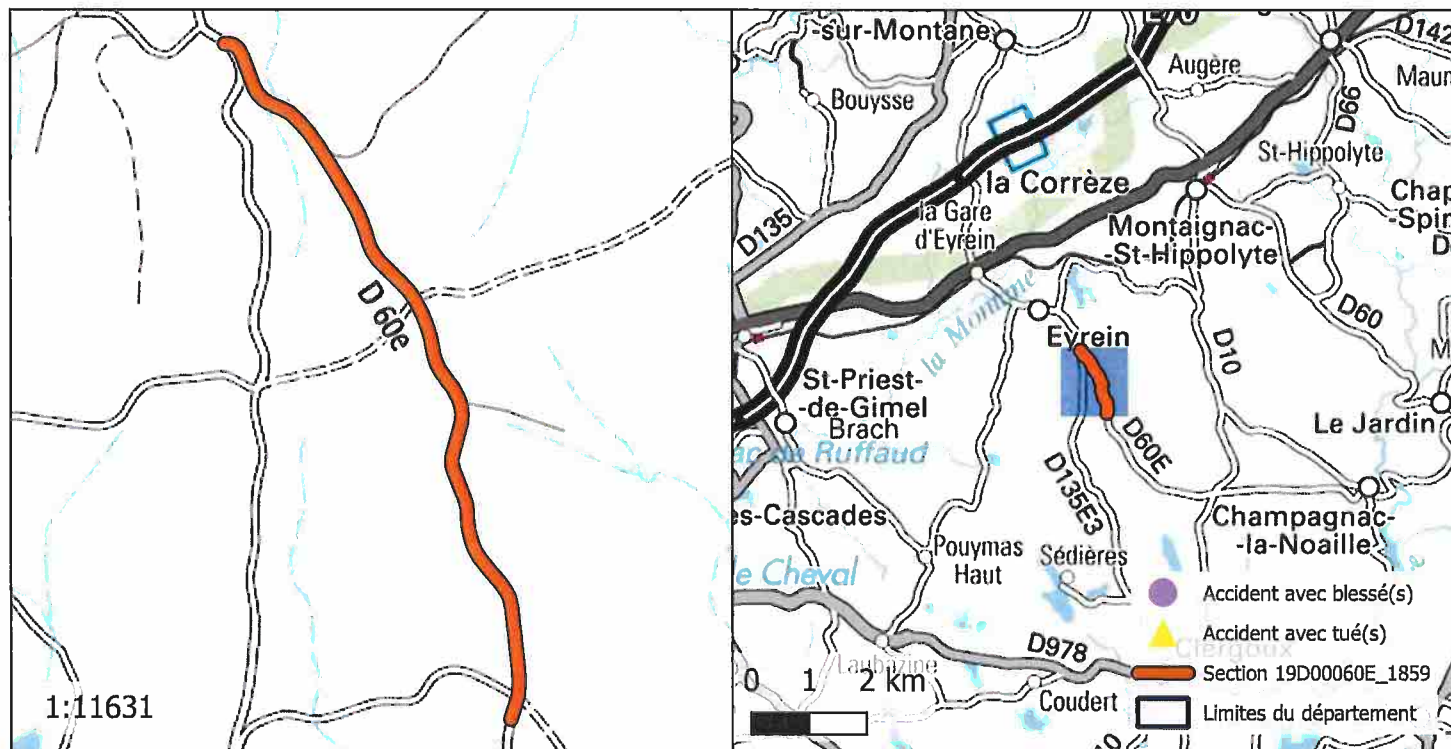 D 60e
1:11631
E70
-sur-Montane
D142
Augère
Bouysse
D66
St-Hippolyte
la Corrèze
la Gare
d'Eyrein
D135
Montaignac-
-St-Hippolyte
la Montane
D60
Eyrein
D10
St-Priest-
-de-Gimel
Brach
Le Jardin
de Ruffaud
D60E
D135E3
es-Cascades
Champagnac-
-la-Noaille
Pouymas
Haut
Sédières
le Cheval
Accident avec blessé(s)
Accident avec tué(s)
Clergoux
Laubazine
D978
Section 19D00060E_1859
0 1 2 km
Coudert
Limites du département